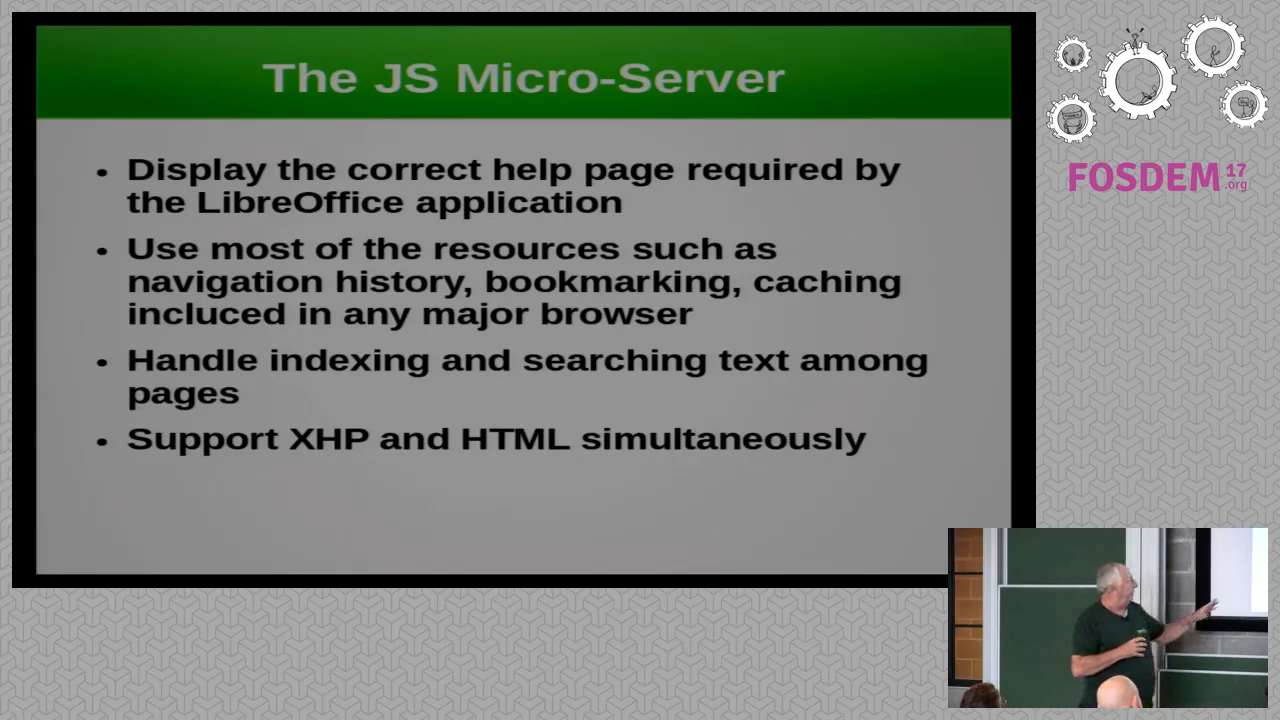 The JS Micro-Server
• Display the correct help page required by
the LibreOffice application
• Use most of the resources such as
navigation history, bookmarking, caching
incluced in any major browser
• Handle indexing and searching text among
pages
• Support XHP and HTML simultaneously
FOSDEM 17
.org